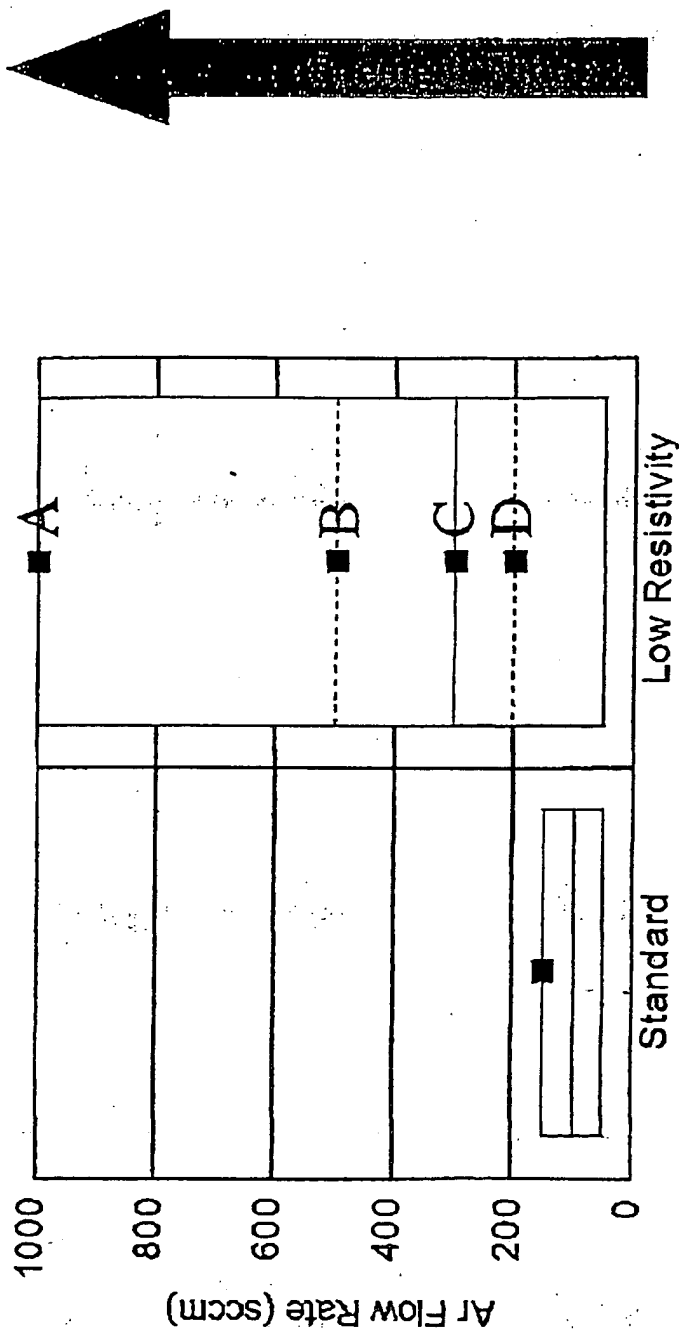 Ar Flow Rate (sccm)
1000
800
600
400
200
0
A
B
C
D
Standard
Low Resistivity